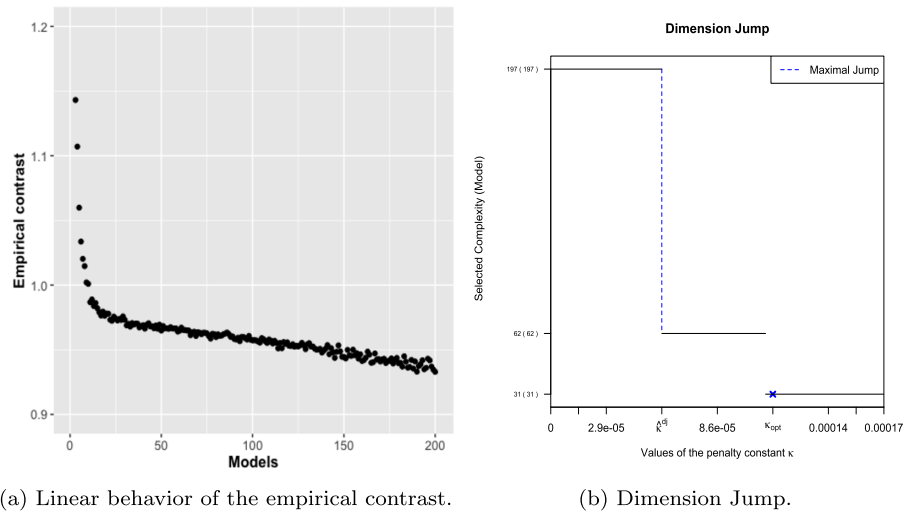 1.2
1.1
1.0
0.9
Empirical contrast
0 50 100 150 200
Models
(a) Linear behavior of the empirical contrast.
Dimension Jump
Maximal Jump
197 ( 197 )
62 ( 62 )
31 ( 31 )
Selected Complexity (Model)
0 2.9e-05 κ̂^dj 8.6e-05 κ_opt 0.00014 0.00017
Values of the penalty constant κ
(b) Dimension Jump.